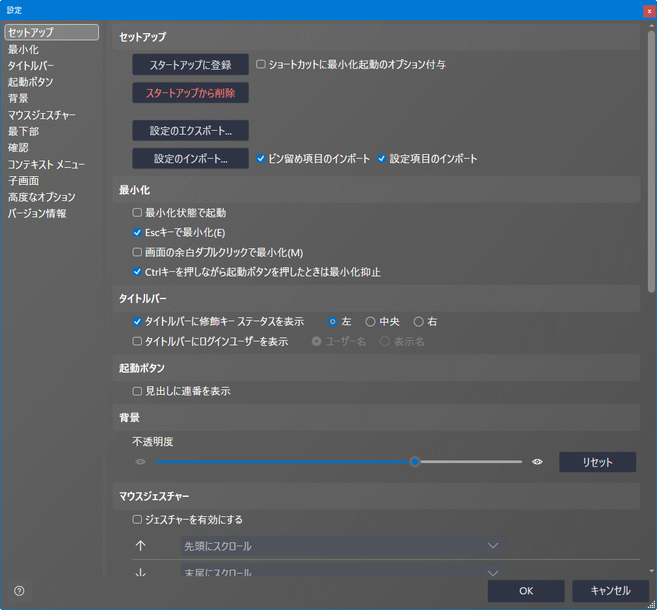 設定
セットアップ
最小化
タイトルバー
起動ボタン
背景
マウスジェスチャー
最下部
確認
コンテキスト メニュー
子画面
高度なオプション
バージョン情報
セットアップ
スタートアップに登録 ショートカットに最小化起動のオプション付与
スタートアップから削除
設定のエクスポート...
設定のインポート... ピン留め項目のインポート 設定項目のインポート
最小化
最小化状態で起動
Escキーで最小化(E)
画面の余白ダブルクリックで最小化(M)
Ctrlキーを押しながら起動ボタンを押したときは最小化抑止
タイトルバー
タイトルバーに修飾キー ステータスを表示 左 中央 右
タイトルバーにログインユーザーを表示 ユーザー名 表示名
起動ボタン
見出しに連番を表示
背景
不透明度
リセット
マウスジェスチャー
ジェスチャーを有効にする
↑ 先頭にスクロール
↓ 末尾にスクロール
OK キャンセル